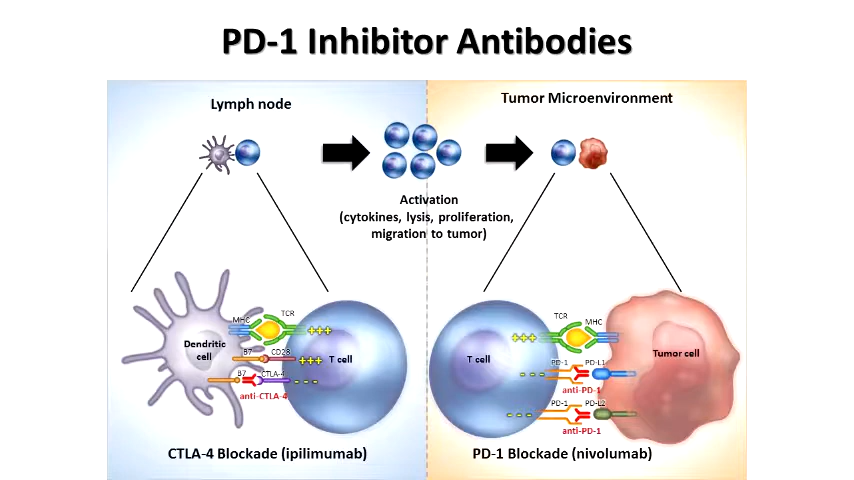 PD-1 Inhibitor Antibodies
Lymph node
Tumor Microenvironment
Activation
(cytokines, lysis, proliferation,
migration to tumor)
MHC
TCR
+++
Dendritic
cell
B7
CD28
+++
T cell
B7
CTLA-4
- - -
anti-CTLA-4
TCR
MHC
+++
T cell
Tumor cell
PD-1
PD-L1
- - -
anti-PD-1
PD-1
PD-L2
- - -
anti-PD-1
CTLA-4 Blockade (ipilimumab)
PD-1 Blockade (nivolumab)